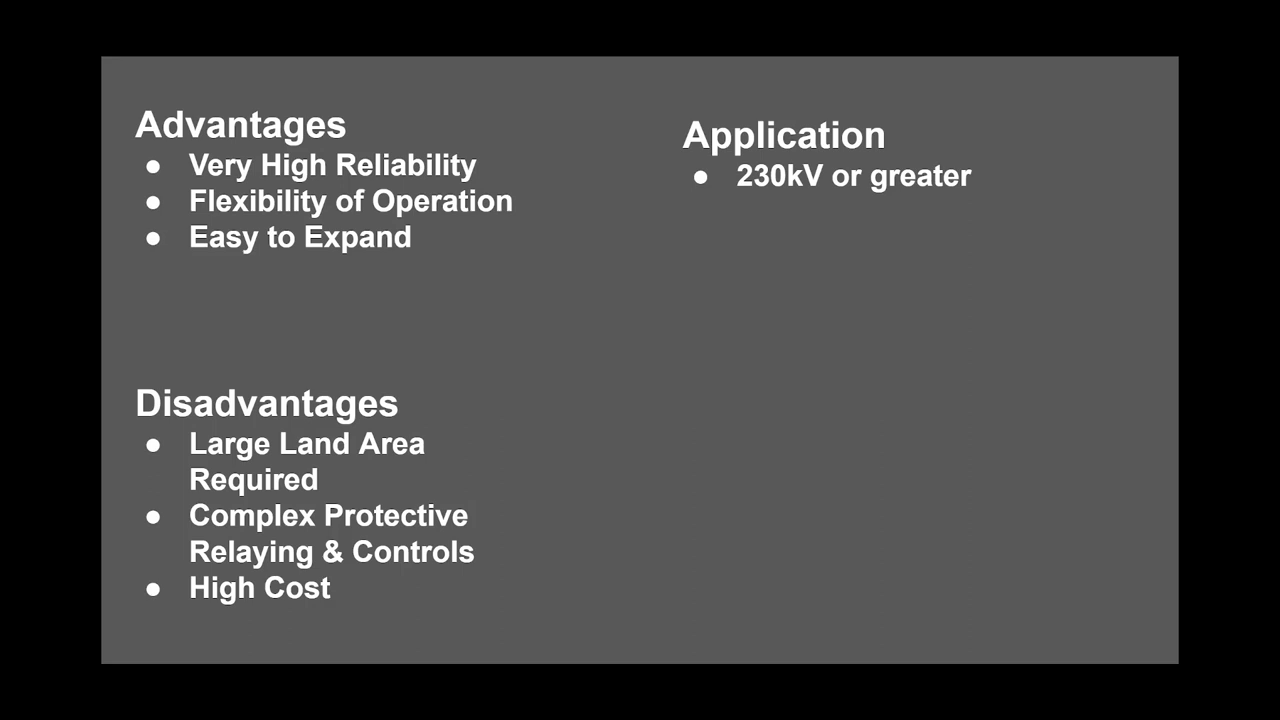 Advantages
● Very High Reliability
● Flexibility of Operation
● Easy to Expand
Application
● 230kV or greater
Disadvantages
● Large Land Area
Required
● Complex Protective
Relaying & Controls
● High Cost